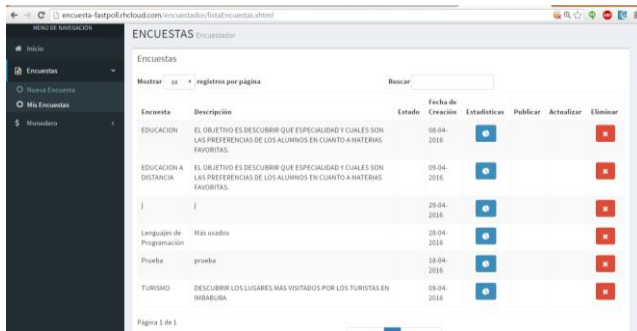 encuesta-fastpoll.rhcloud.com/encuestador/listaEncuestas.xhtml
MENÚ DE NAVEGACIÓN
Inicio
Encuestas
Nueva Encuesta
Mis Encuestas
Monedero
ENCUESTAS Encuestador
Encuestas
Mostrar 10 registros por página Buscar
Encuesta Descripción Estado Fecha de Creación Estadísticas Publicar Actualizar Eliminar
EDUCACION EL OBJETIVO ES DESCUBRIR QUE ESPECIALIDAD Y CUALES SON 08-04-
LAS PREFERENCIAS DE LOS ALUMNOS EN CUANTO A MATERIAS 2016
FAVORITAS.
EDUCACION A EL OBJETIVO ES DESCUBRIR QUE ESPECIALIDAD Y CUALES SON 09-04-
DISTANCIA LAS PREFERENCIAS DE LOS ALUMNOS EN CUANTO A MATERIAS 2016
FAVORITAS.
j j 29-04-
2016
Lenguajes de Más usados 28-04-
Programación 2016
Prueba prueba 18-04-
2016
TURISMO DESCUBRIR LOS LUGARES MÁS VISITADOS POR LOS TURISTAS EN 09-04-
IMBABURA 2016
Página 1 de 1